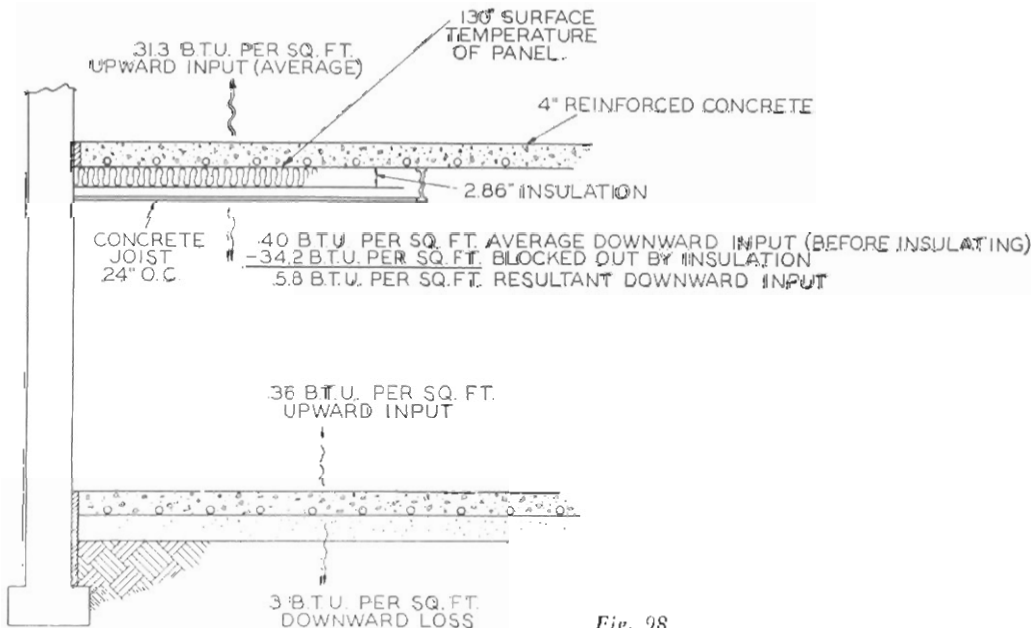 130° SURFACE
TEMPERATURE
OF PANEL.
31.3 B.T.U. PER SQ. FT.
UPWARD INPUT (AVERAGE)
4" REINFORCED CONCRETE
2.86" INSULATION
CONCRETE
JOIST
24" O.C.
40 B.T.U. PER SQ. FT. AVERAGE DOWNWARD INPUT (BEFORE INSULATING)
-34.2 B.T.U. PER SQ. FT. BLOCKED OUT BY INSULATION
5.8 B.T.U. PER SQ. FT. RESULTANT DOWNWARD INPUT
36 B.T.U. PER SQ. FT.
UPWARD INPUT
3 B.T.U. PER SQ. FT.
DOWNWARD LOSS
Fig. 98